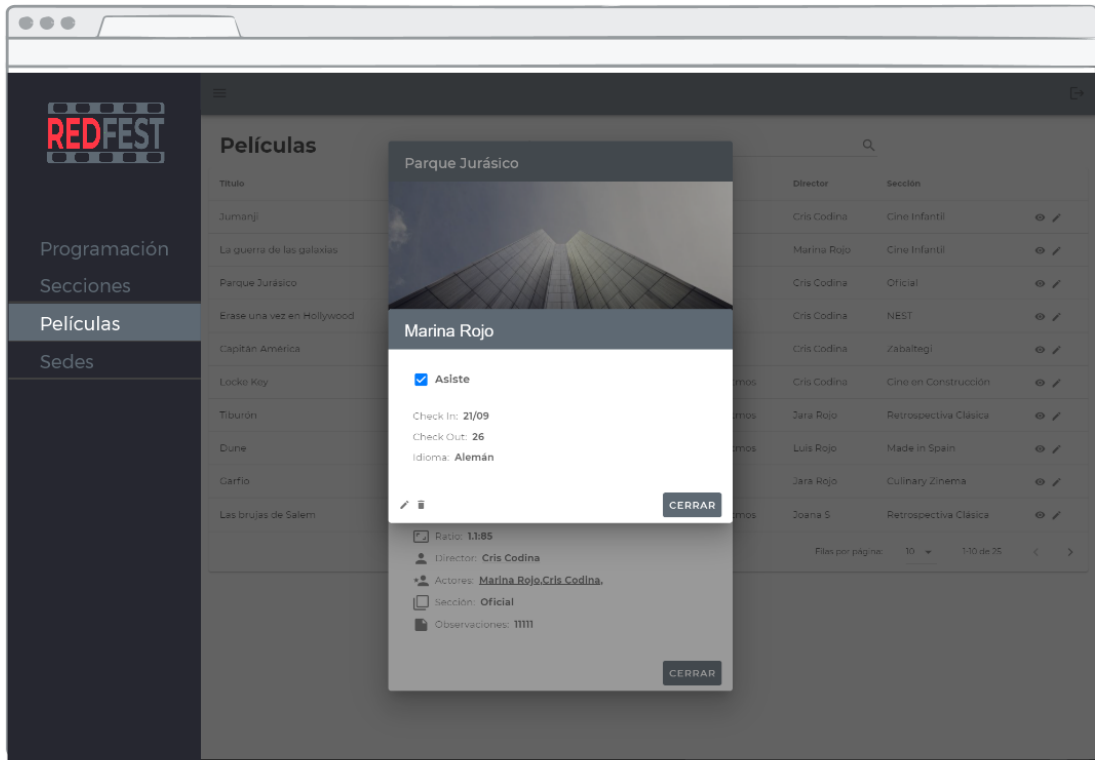 REDFEST
Programación
Secciones
Películas
Sedes
Películas
Título Director Sección
Jumanji Cris Codina Cine Infantil
La guerra de las galaxias Marina Rojo Cine Infantil
Parque Jurásico Cris Codina Oficial
Erase una vez en Hollywood Cris Codina NEST
Capitán América Cris Codina Zabaltegi
Locke Key Cris Codina Cine en Construcción
Tiburón Jara Rojo Retrospectiva Clásica
Dune Luis Rojo Made in Spain
Garfio Jara Rojo Culinary Zinema
Las brujas de Salem Joana S Retrospectiva Clásica
Filas por página: 10 1-10 de 26
Parque Jurásico
Marina Rojo
Asiste
Check In: 21/09
Check Out: 26
Idioma: Alemán
CERRAR
Ratio: 1.1:85
Director: Cris Codina
Actores: Marina Rojo,Cris Codina,
Sección: Oficial
Observaciones: 11111
CERRAR